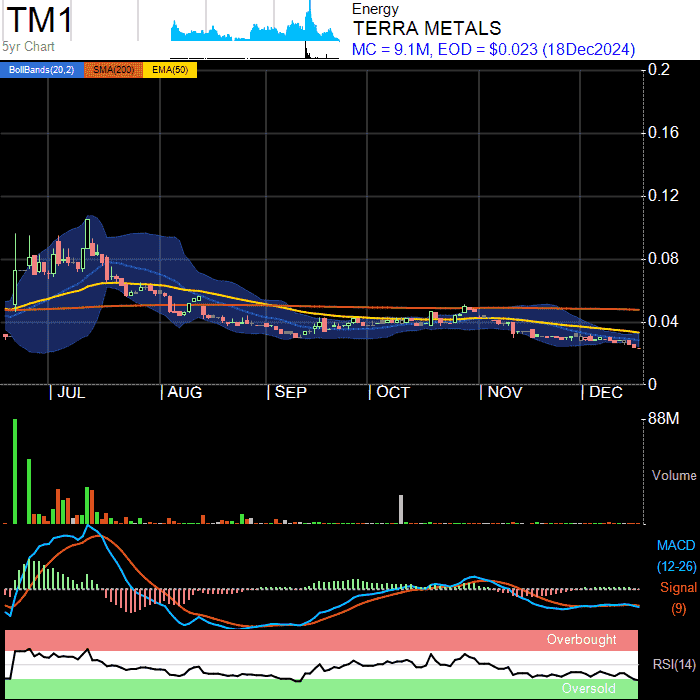 TM1
5yr Chart
Energy
TERRA METALS
MC = 9.1M, EOD = $0.023 (18Dec2024)
BollBands(20,2) SMA(200) EMA(50)
0.2
0.16
0.12
0.08
0.04
0
JUL AUG SEP OCT NOV DEC
88M
Volume
MACD
(12-26)
Signal
(9)
Overbought
RSI(14)
Oversold